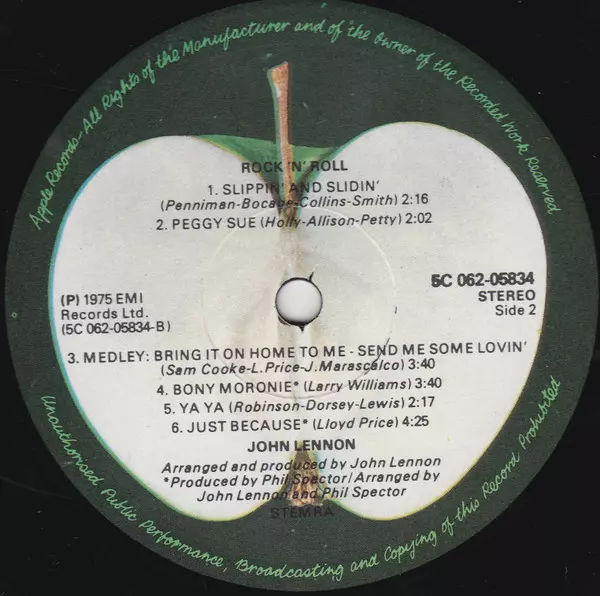 Apple Records-All Rights of the Manufacturer and of the Owner of the Recorded Work Reserved
ROCK 'N' ROLL
1. SLIPPIN' AND SLIDIN'
(Penniman-Bocage-Collins-Smith) 2:16
2. PEGGY SUE (Holly-Allison-Petty) 2:02
(P) 1975 EMI
Records Ltd.
(5C 062-05834-B)
5C 062-05834
STEREO
Side 2
3. MEDLEY: BRING IT ON HOME TO ME - SEND ME SOME LOVIN'
(Sam Cooke-L.Price-J.Marascalco) 3:40
4. BONY MORONIE* (Larry Williams) 3:40
5. YA YA (Robinson-Dorsey-Lewis) 2:17
6. JUST BECAUSE* (Lloyd Price) 4:25
JOHN LENNON
Arranged and produced by John Lennon
*Produced by Phil Spector/Arranged by
John Lennon and Phil Spector
STEMRA
Unauthorised Public Performance, Broadcasting and Copying of this Record Prohibited